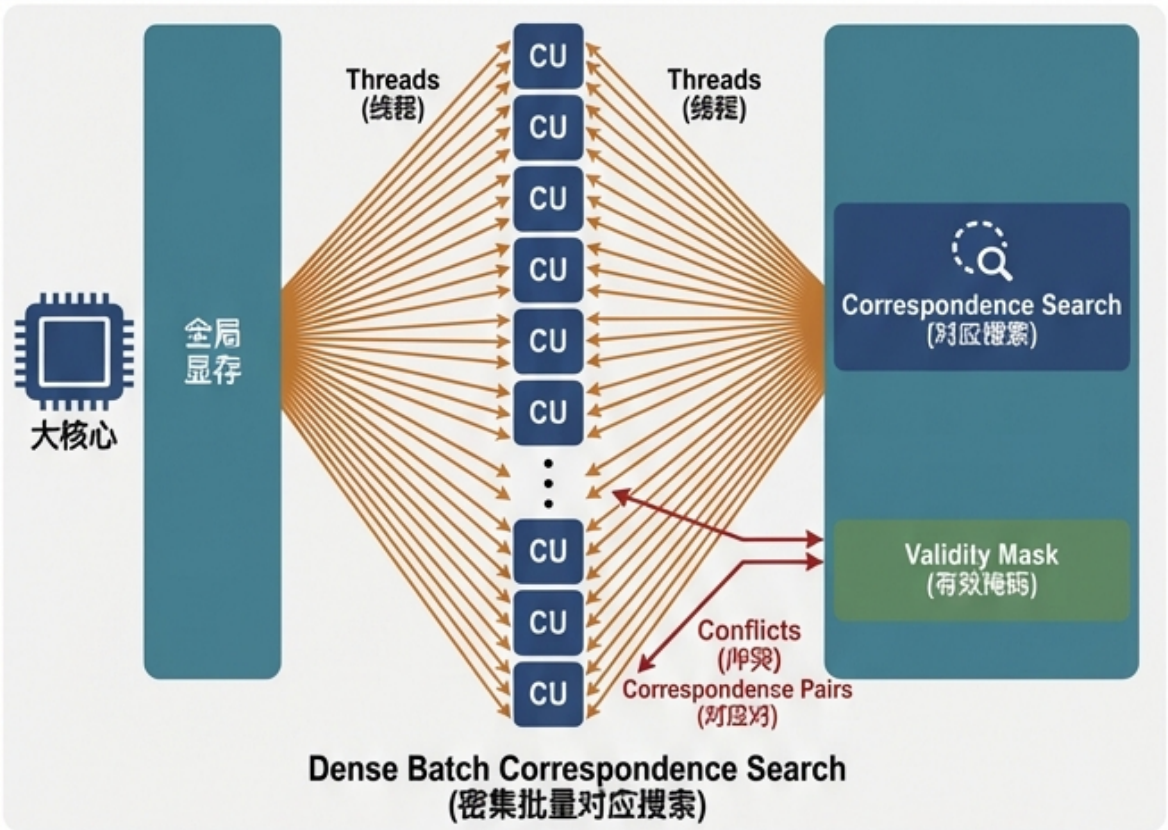 CU
Threads
Threads
CU
CU
CU
CU
CU
CU
CU
CU
大核心
全局
显存
Correspondence Search
Validity Mask
Conflicts
Correspondense Pairs
Dense Batch Correspondence Search
(密集批量对应搜索)